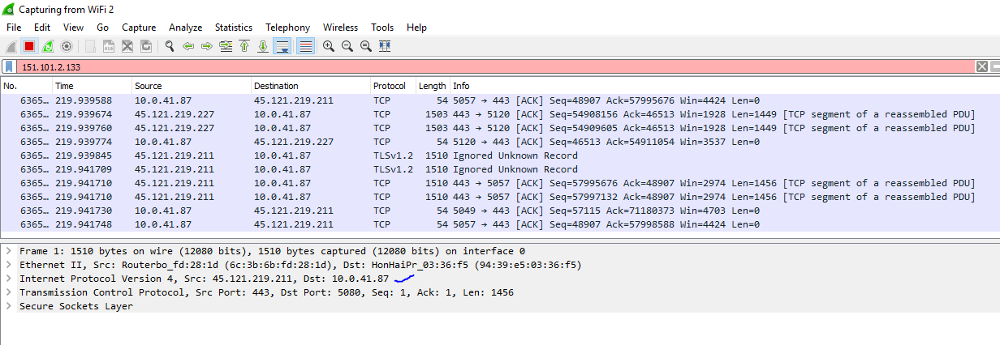 Capturing from WiFi 2
File Edit View Go Capture Analyze Statistics Telephony Wireless Tools Help
151.101.2.133
No. Time Source Destination Protocol Length Info
6365… 219.939588 10.0.41.87 45.121.219.211 TCP 54 5057 → 443 [ACK] Seq=48907 Ack=57995676 Win=4424 Len=0
6365… 219.939674 45.121.219.227 10.0.41.87 TCP 1503 443 → 5120 [ACK] Seq=54908156 Ack=46513 Win=1928 Len=1449 [TCP segment of a reassembled PDU]
6365… 219.939760 45.121.219.227 10.0.41.87 TCP 1503 443 → 5120 [ACK] Seq=54909605 Ack=46513 Win=1928 Len=1449 [TCP segment of a reassembled PDU]
6365… 219.939774 10.0.41.87 45.121.219.227 TCP 54 5120 → 443 [ACK] Seq=46513 Ack=54911054 Win=3537 Len=0
6365… 219.939845 45.121.219.211 10.0.41.87 TLSv1.2 1510 Ignored Unknown Record
6365… 219.941709 45.121.219.211 10.0.41.87 TLSv1.2 1510 Ignored Unknown Record
6365… 219.941710 45.121.219.211 10.0.41.87 TCP 1510 443 → 5057 [ACK] Seq=57995676 Ack=48907 Win=2974 Len=1456 [TCP segment of a reassembled PDU]
6365… 219.941710 45.121.219.211 10.0.41.87 TCP 1510 443 → 5057 [ACK] Seq=57997132 Ack=48907 Win=2974 Len=1456 [TCP segment of a reassembled PDU]
6365… 219.941730 10.0.41.87 45.121.219.211 TCP 54 5049 → 443 [ACK] Seq=57115 Ack=71180373 Win=4703 Len=0
6365… 219.941748 10.0.41.87 45.121.219.211 TCP 54 5057 → 443 [ACK] Seq=48907 Ack=57998588 Win=4424 Len=0
Frame 1: 1510 bytes on wire (12080 bits), 1510 bytes captured (12080 bits) on interface 0
Ethernet II, Src: Routerbo_fd:28:1d (6c:3b:6b:fd:28:1d), Dst: HonHaiPr_03:36:f5 (94:39:e5:03:36:f5)
Internet Protocol Version 4, Src: 45.121.219.211, Dst: 10.0.41.87
Transmission Control Protocol, Src Port: 443, Dst Port: 5080, Seq: 1, Ack: 1, Len: 1456
Secure Sockets Layer